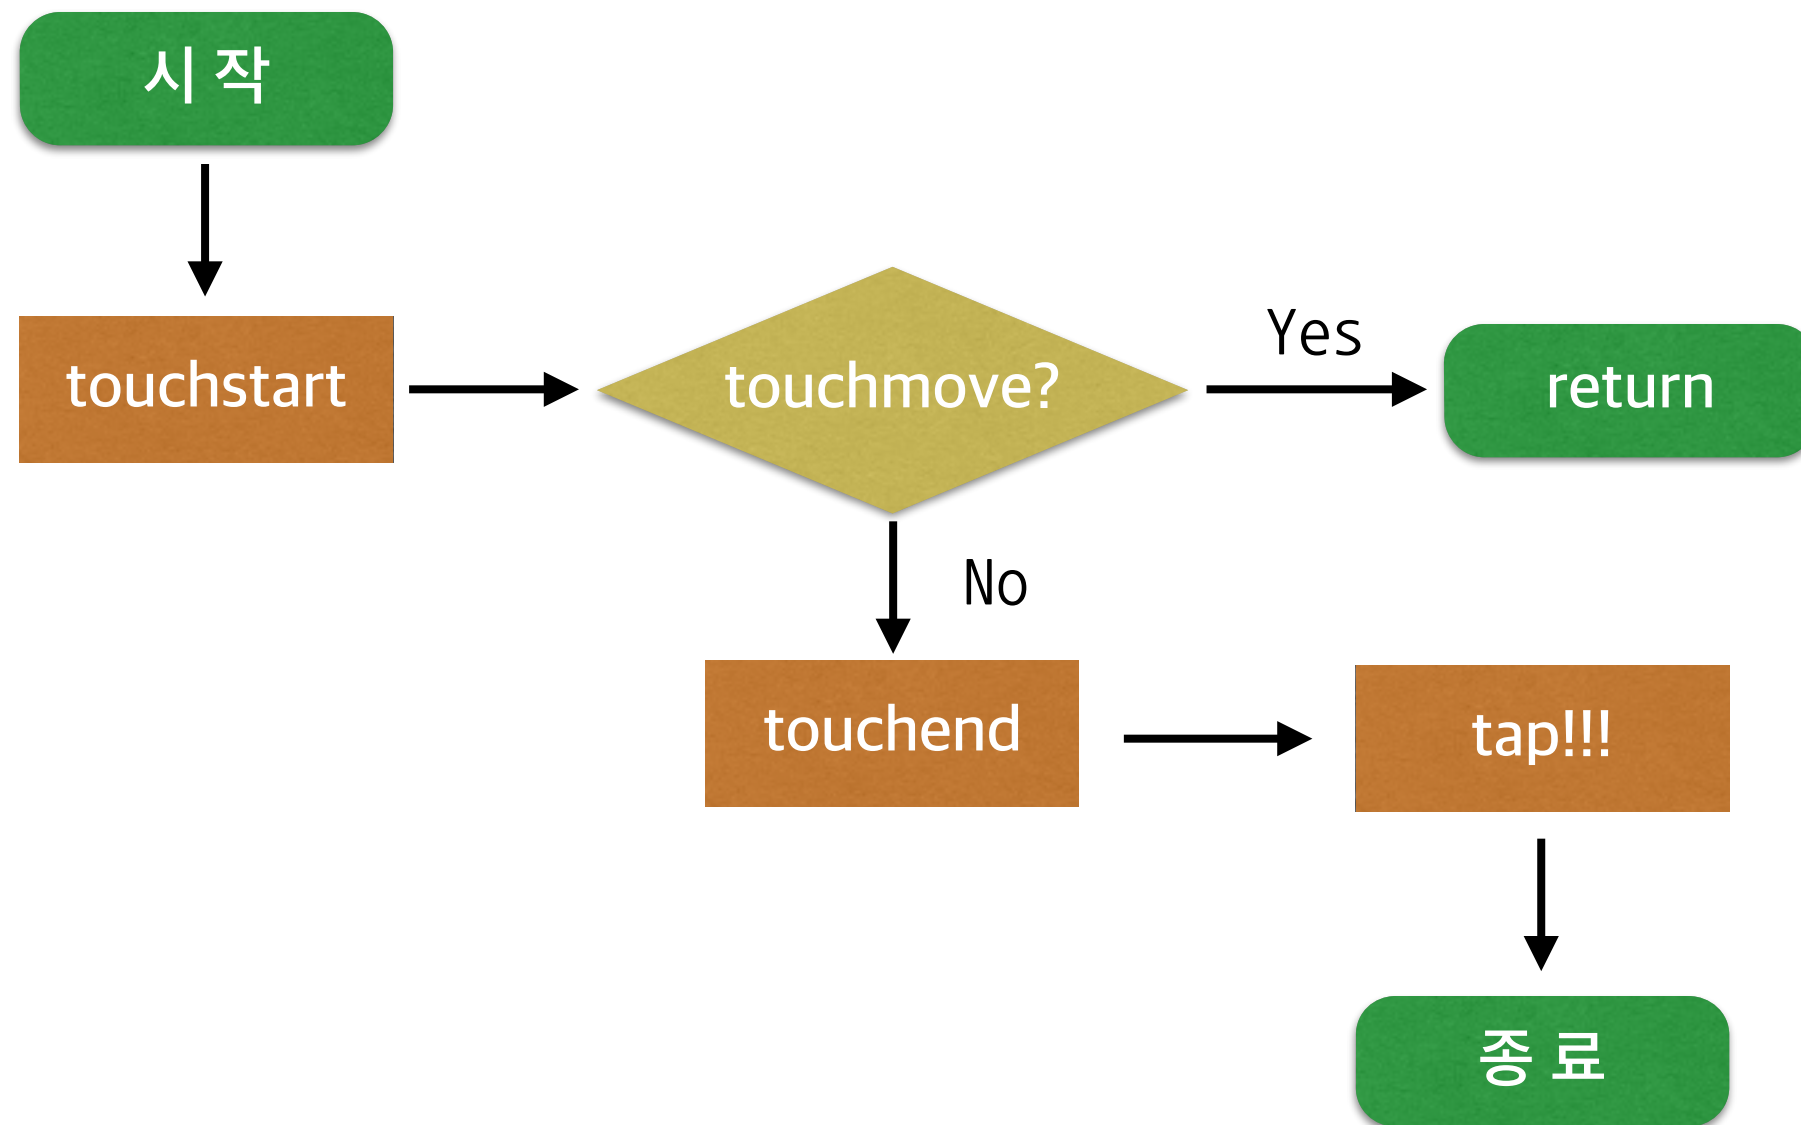 시 작
touchstart
touchmove?
Yes
return
No
touchend
tap!!!
종 료